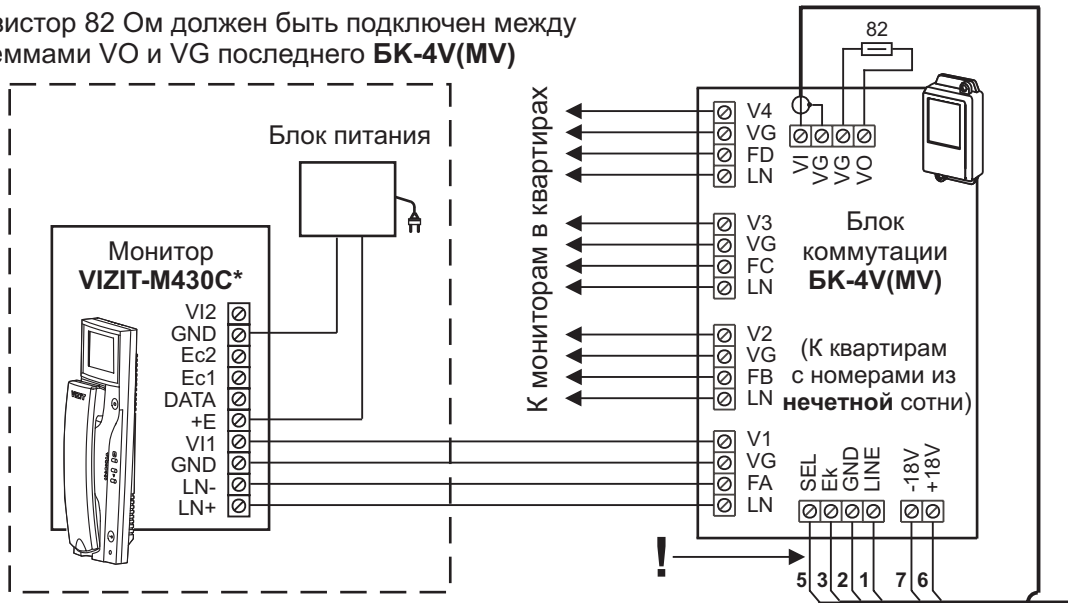 82 Ом должен быть подключен между
VO и VG последнего БК-4V(MV)
Блок питания
Монитор
VIZIT-M430C*
VI2
GND
Ec2
Ec1
DATA
+E
VI1
GND
LN-
LN+
VIZIT
К мониторам в квартирах
82
V4
VG
FD
LN
VI
VG
VG
VO
V3
VG
FC
LN
Блок
коммутации
БК-4V(MV)
V2
VG
FB
LN
(К квартирам
с номерами из
нечетной сотни)
V1
VG
FA
LN
SEL
Ek
GND
LINE
-18V
+18V
!
5 3 2 1 7 6